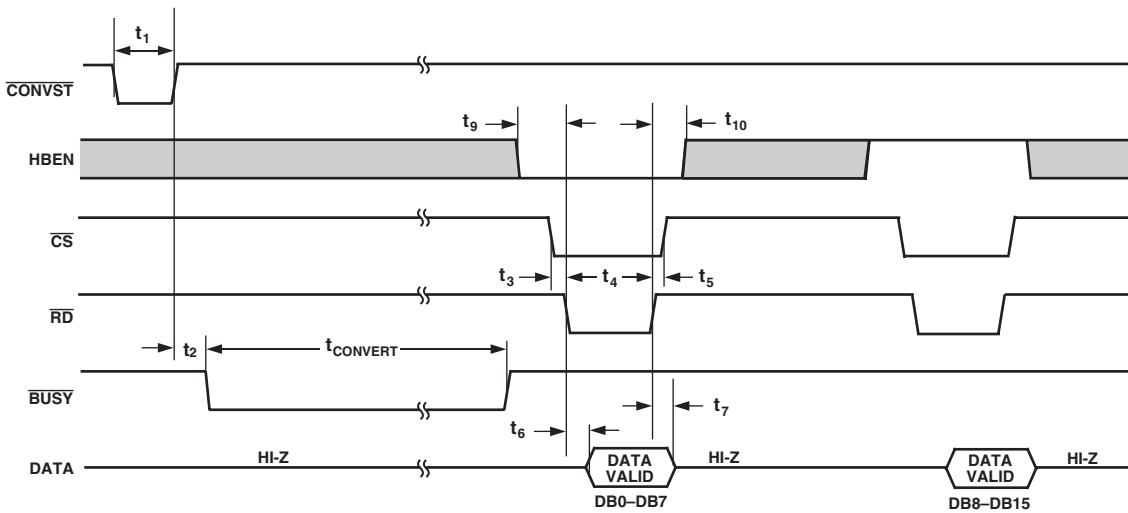 t1
CONVST
t9
t10
HBEN
CS
t3
t4
t5
RD
t2
tCONVERT
BUSY
t7
t6
DATA
HI-Z
DATA VALID
HI-Z
DATA VALID
HI-Z
DB0–DB7
DB8–DB15